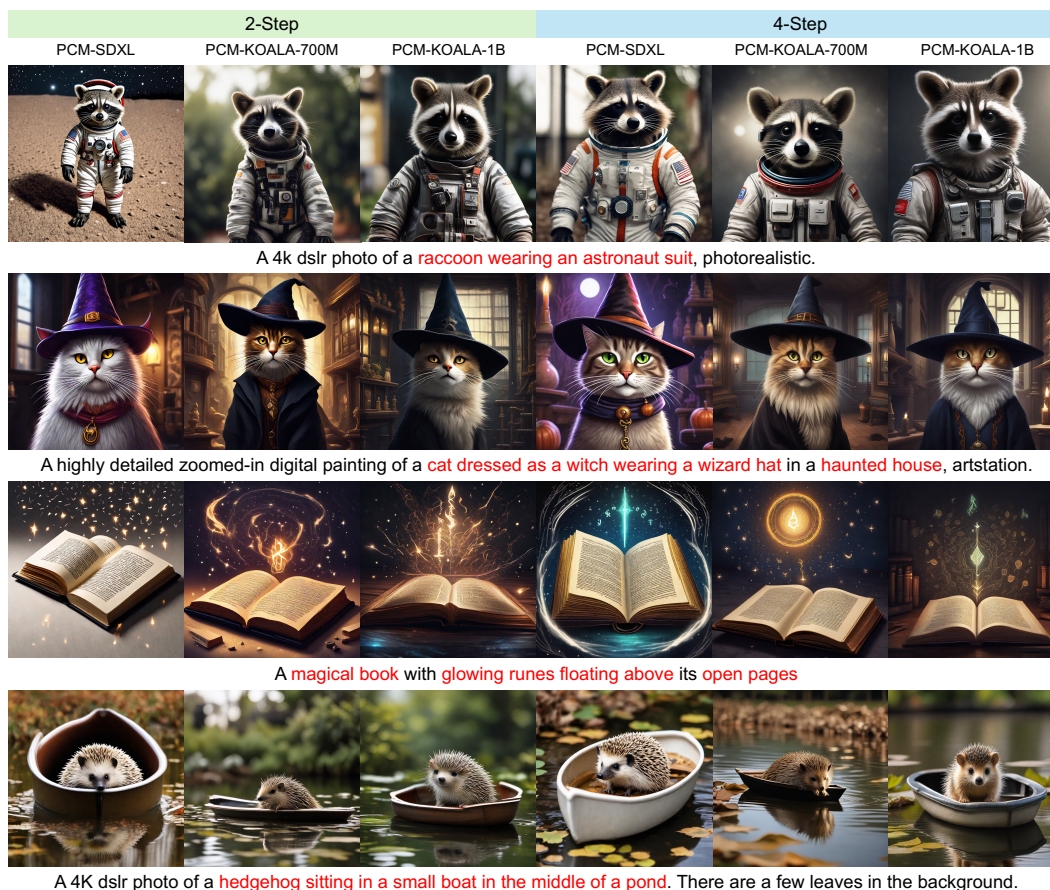 2-Step 4-Step
PCM-SDXL PCM-KOALA-700M PCM-KOALA-1B PCM-SDXL PCM-KOALA-700M PCM-KOALA-1B
A 4k dslr photo of a raccoon wearing an astronaut suit, photorealistic.
A highly detailed zoomed-in digital painting of a cat dressed as a witch wearing a wizard hat in a haunted house, artstation.
A magical book with glowing runes floating above its open pages
A 4K dslr photo of a hedgehog sitting in a small boat in the middle of a pond. There are a few leaves in the background.